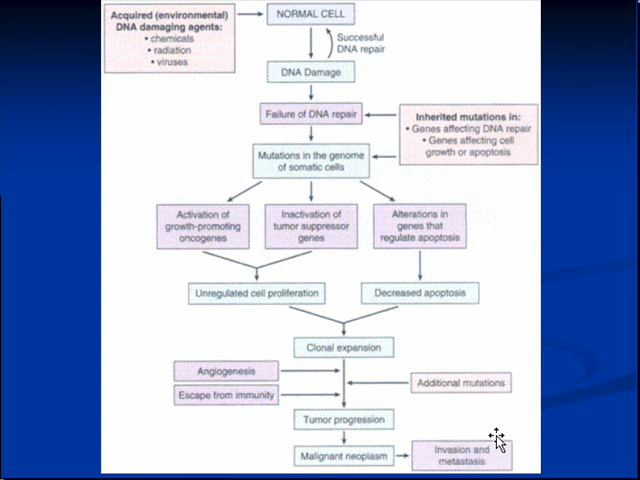 Acquired (environmental)
DNA damaging agents:
• chemicals
• radiation
• viruses
NORMAL CELL
Successful
DNA repair
DNA Damage
Failure of DNA repair
Inherited mutations in:
• Genes affecting DNA repair
• Genes affecting cell
growth or apoptosis
Mutations in the genome
of somatic cells
Activation of
growth-promoting
oncogenes
Inactivation of
tumor suppressor
genes
Alterations in
genes that
regulate apoptosis
Unregulated cell proliferation
Decreased apoptosis
Clonal expansion
Angiogenesis
Additional mutations
Escape from immunity
Tumor progression
Malignant neoplasm
Invasion and
metastasis